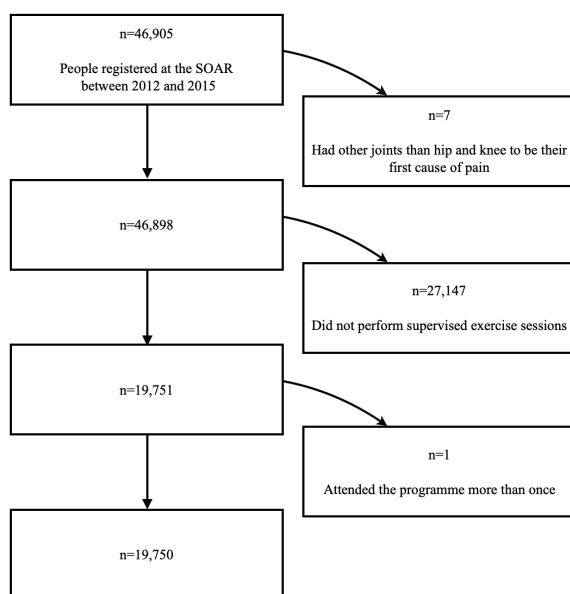 n=46,905
People registered at the SOAR
between 2012 and 2015
n=7
Had other joints than hip and knee to be their
first cause of pain
n=46,898
n=27,147
Did not perform supervised exercise sessions
n=19,751
n=1
Attended the programme more than once
n=19,750